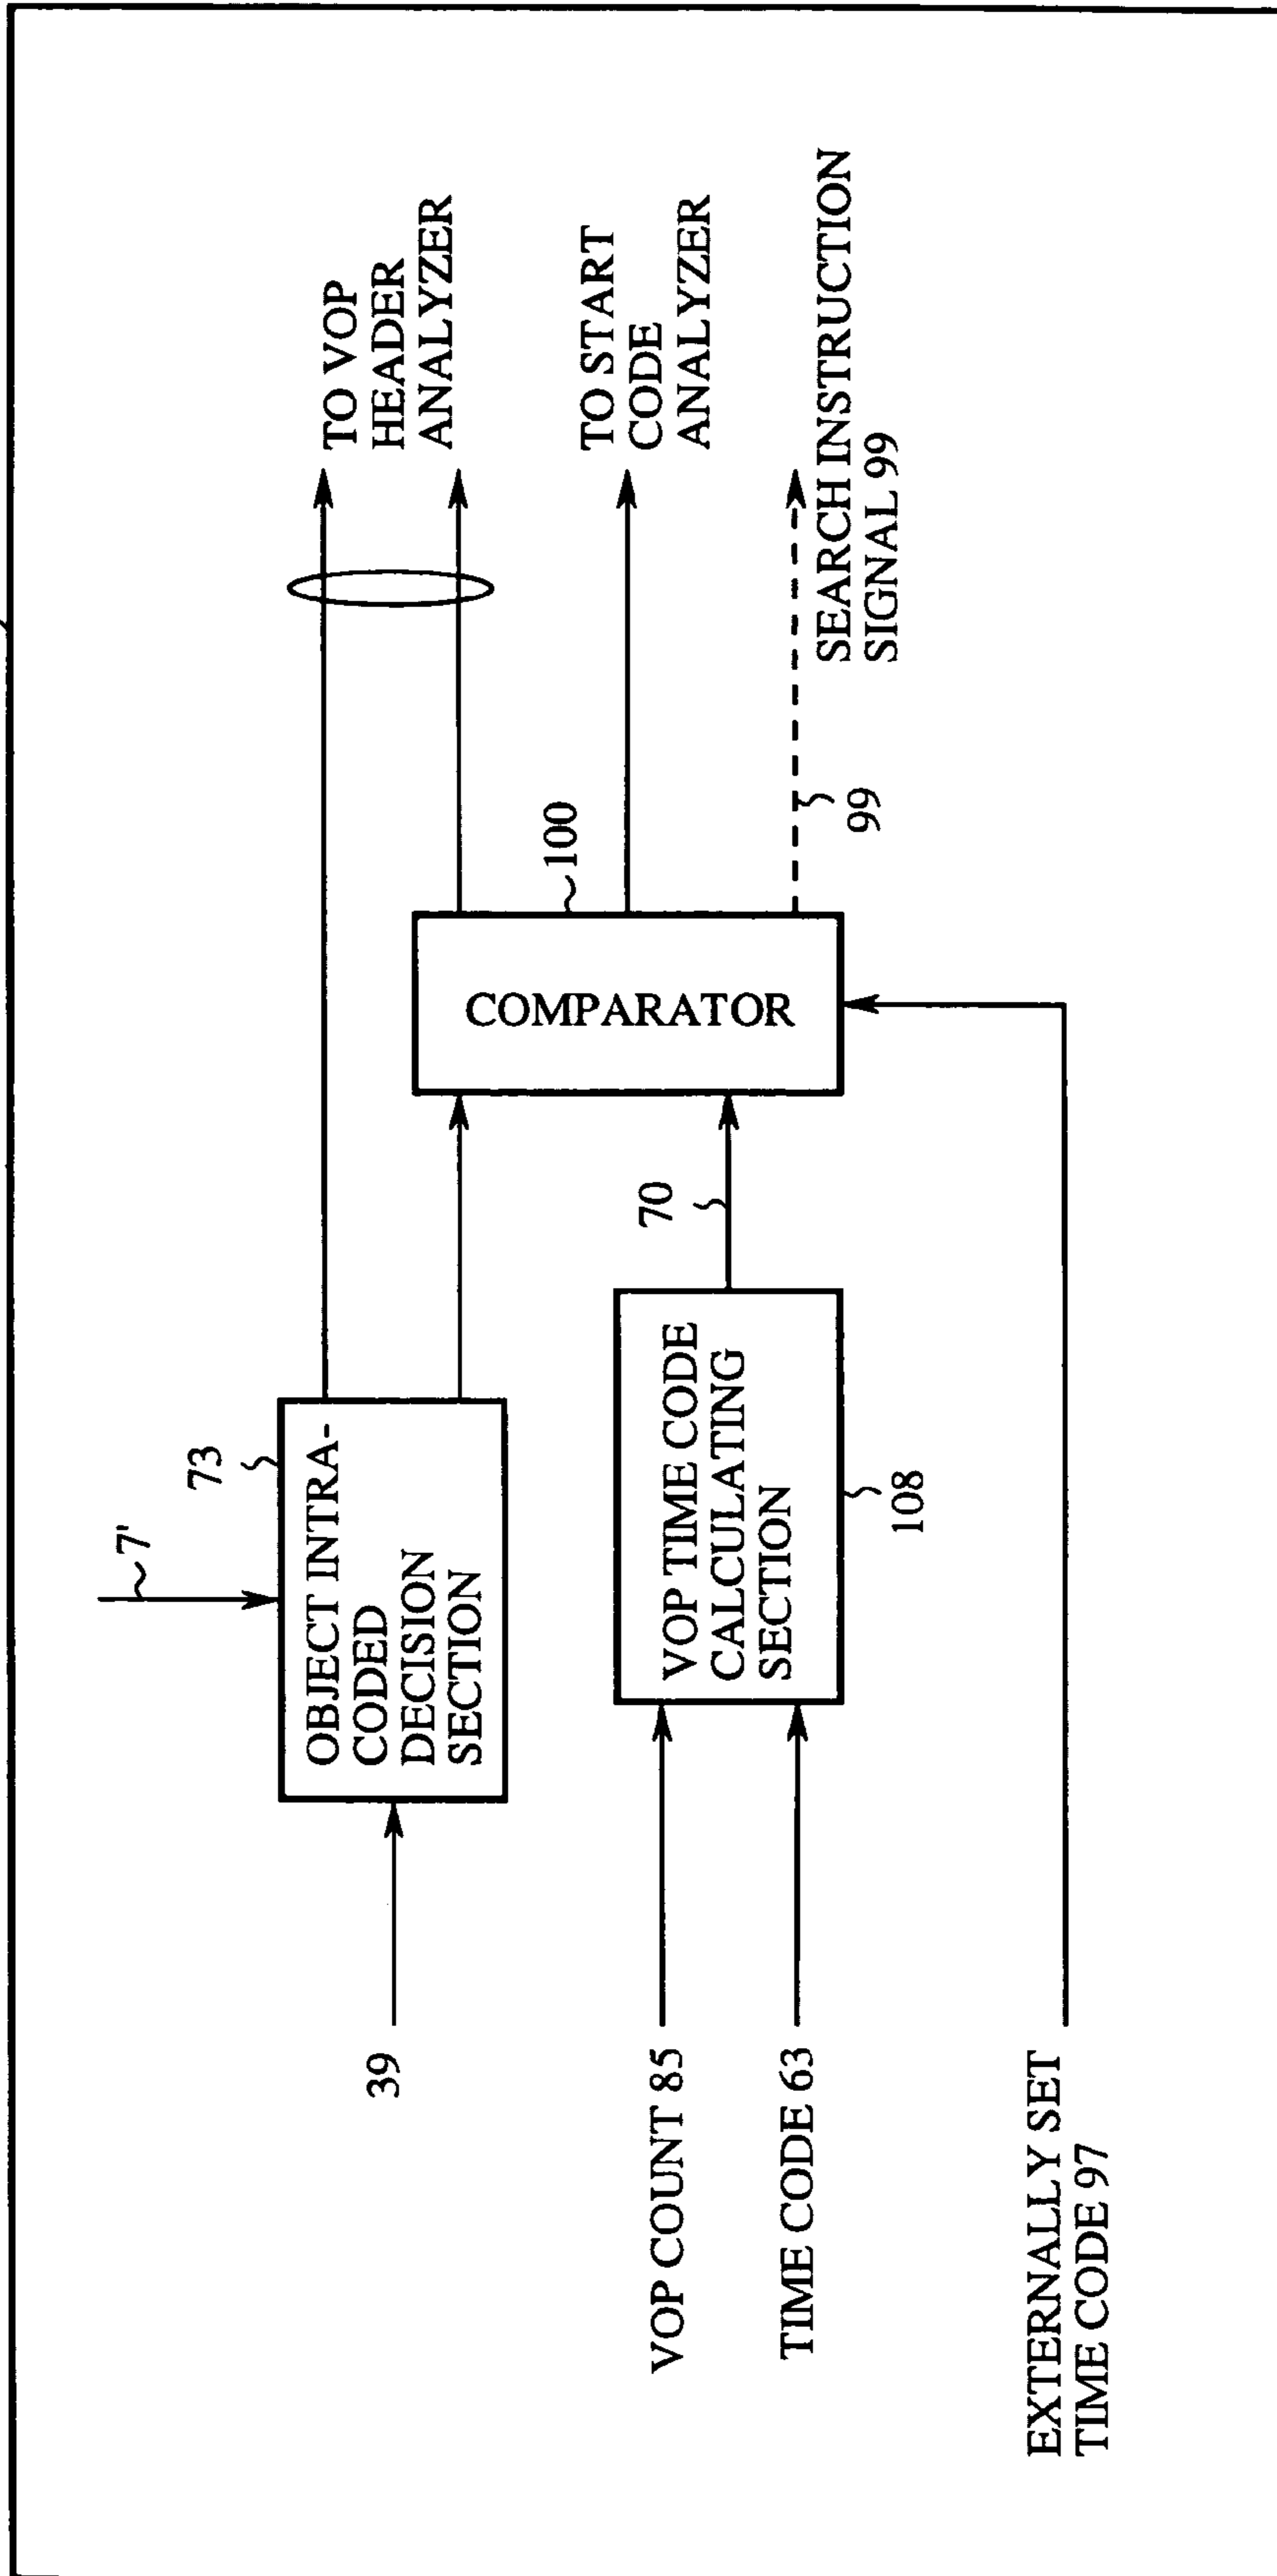 7'
73
39
OBJECT INTRA-
CODED
DECISION
SECTION
TO VOP
HEADER
ANALYZER
100
COMPARATOR
TO START
CODE
ANALYZER
VOP COUNT 85
TIME CODE 63
VOP TIME CODE
CALCULATING
SECTION
108
70
99
SEARCH INSTRUCTION
SIGNAL 99
EXTERNALLY SET
TIME CODE 97